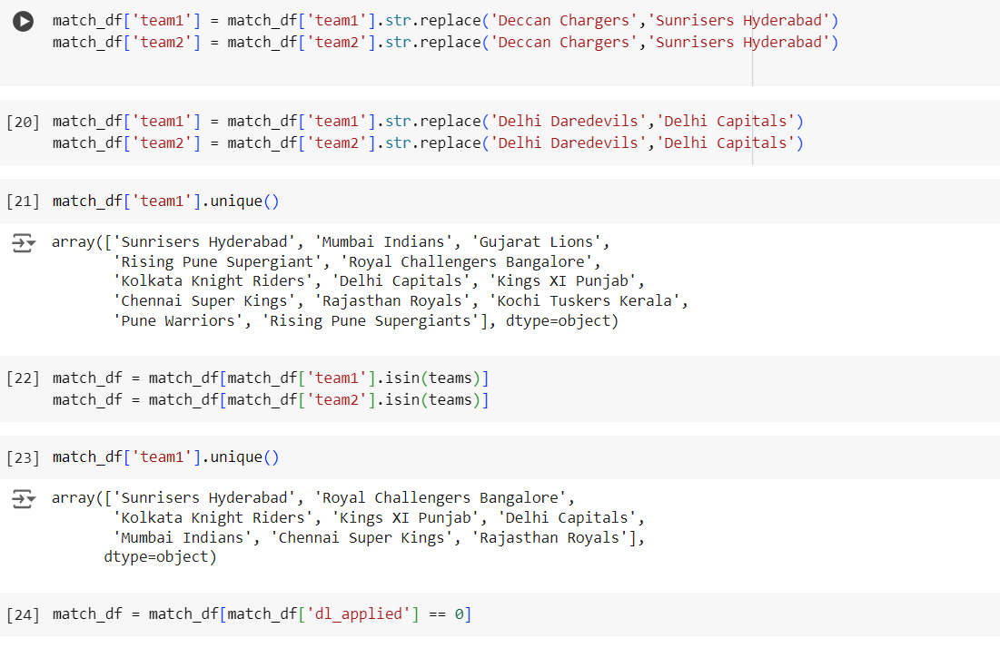 match_df['team1'] = match_df['team1'].str.replace('Deccan Chargers','Sunrisers Hyderabad')
match_df['team2'] = match_df['team2'].str.replace('Deccan Chargers','Sunrisers Hyderabad')
[20] match_df['team1'] = match_df['team1'].str.replace('Delhi Daredevils','Delhi Capitals')
match_df['team2'] = match_df['team2'].str.replace('Delhi Daredevils','Delhi Capitals')
[21] match_df['team1'].unique()
array(['Sunrisers Hyderabad', 'Mumbai Indians', 'Gujarat Lions',
'Rising Pune Supergiant', 'Royal Challengers Bangalore',
'Kolkata Knight Riders', 'Delhi Capitals', 'Kings XI Punjab',
'Chennai Super Kings', 'Rajasthan Royals', 'Kochi Tuskers Kerala',
'Pune Warriors', 'Rising Pune Supergiants'], dtype=object)
[22] match_df = match_df[match_df['team1'].isin(teams)]
match_df = match_df[match_df['team2'].isin(teams)]
[23] match_df['team1'].unique()
array(['Sunrisers Hyderabad', 'Royal Challengers Bangalore',
'Kolkata Knight Riders', 'Kings XI Punjab', 'Delhi Capitals',
'Mumbai Indians', 'Chennai Super Kings', 'Rajasthan Royals'],
dtype=object)
[24] match_df = match_df[match_df['dl_applied'] == 0]